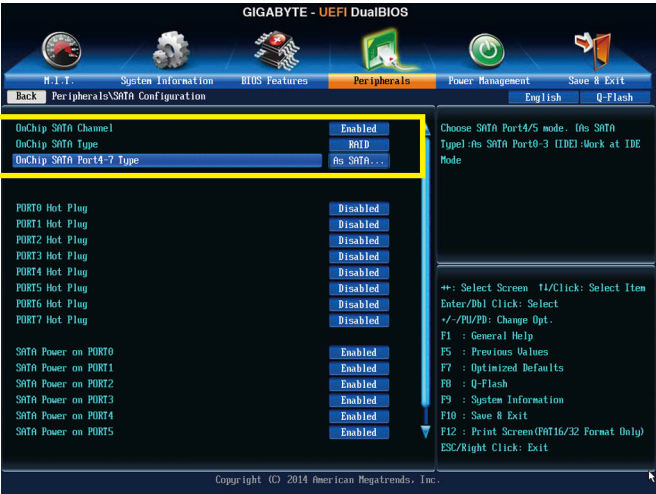 GIGABYTE - UEFI DualBIOS
M.I.T. System Information BIOS Features Peripherals Power Management Save & Exit
Back Peripherals\SATA Configuration English Q-Flash
OnChip SATA Channel Enabled
OnChip SATA Type RAID
OnChip SATA Port4-7 Type As SATA...
PORT0 Hot Plug Disabled
PORT1 Hot Plug Disabled
PORT2 Hot Plug Disabled
PORT3 Hot Plug Disabled
PORT4 Hot Plug Disabled
PORT5 Hot Plug Disabled
PORT6 Hot Plug Disabled
PORT7 Hot Plug Disabled
SATA Power on PORT0 Enabled
SATA Power on PORT1 Enabled
SATA Power on PORT2 Enabled
SATA Power on PORT3 Enabled
SATA Power on PORT4 Enabled
SATA Power on PORT5 Enabled
Choose SATA Port4/5 mode. [As SATA
Type]:As SATA Port0-3 [IDE]:Work at IDE
Mode
↔: Select Screen ↑↓/Click: Select Item
Enter/Dbl Click: Select
+/-/PU/PD: Change Opt.
F1 : General Help
F5 : Previous Values
F7 : Optimized Defaults
F8 : Q-Flash
F9 : System Information
F10 : Save & Exit
F12 : Print Screen(FAT16/32 Format Only)
ESC/Right Click: Exit
Copyright (C) 2014 American Megatrends, Inc.